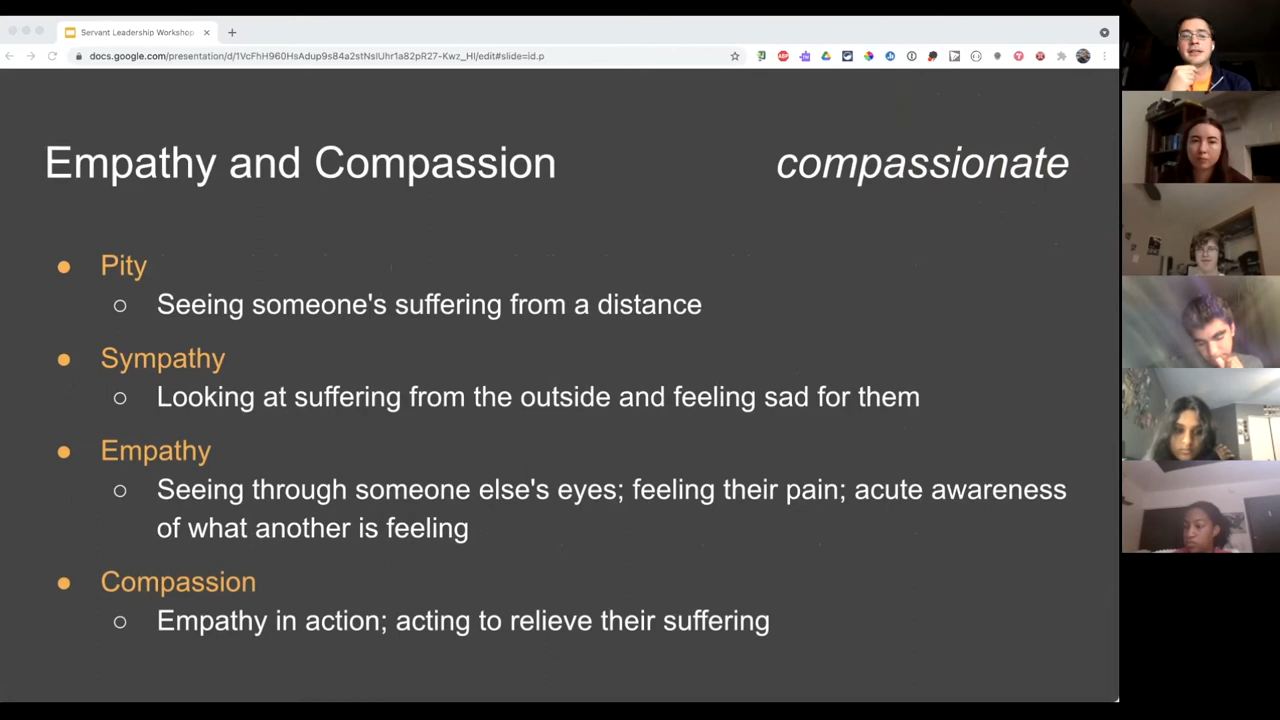 Servant Leadership Workshop
docs.google.com/presentation/d/1VcFhH960HsAdup9s84a2stNslUhr1a82pR27-Kwz_HI/edit#slide=id.p
Empathy and Compassion
compassionate
● Pity
○ Seeing someone's suffering from a distance
● Sympathy
○ Looking at suffering from the outside and feeling sad for them
● Empathy
○ Seeing through someone else's eyes; feeling their pain; acute awareness
of what another is feeling
● Compassion
○ Empathy in action; acting to relieve their suffering